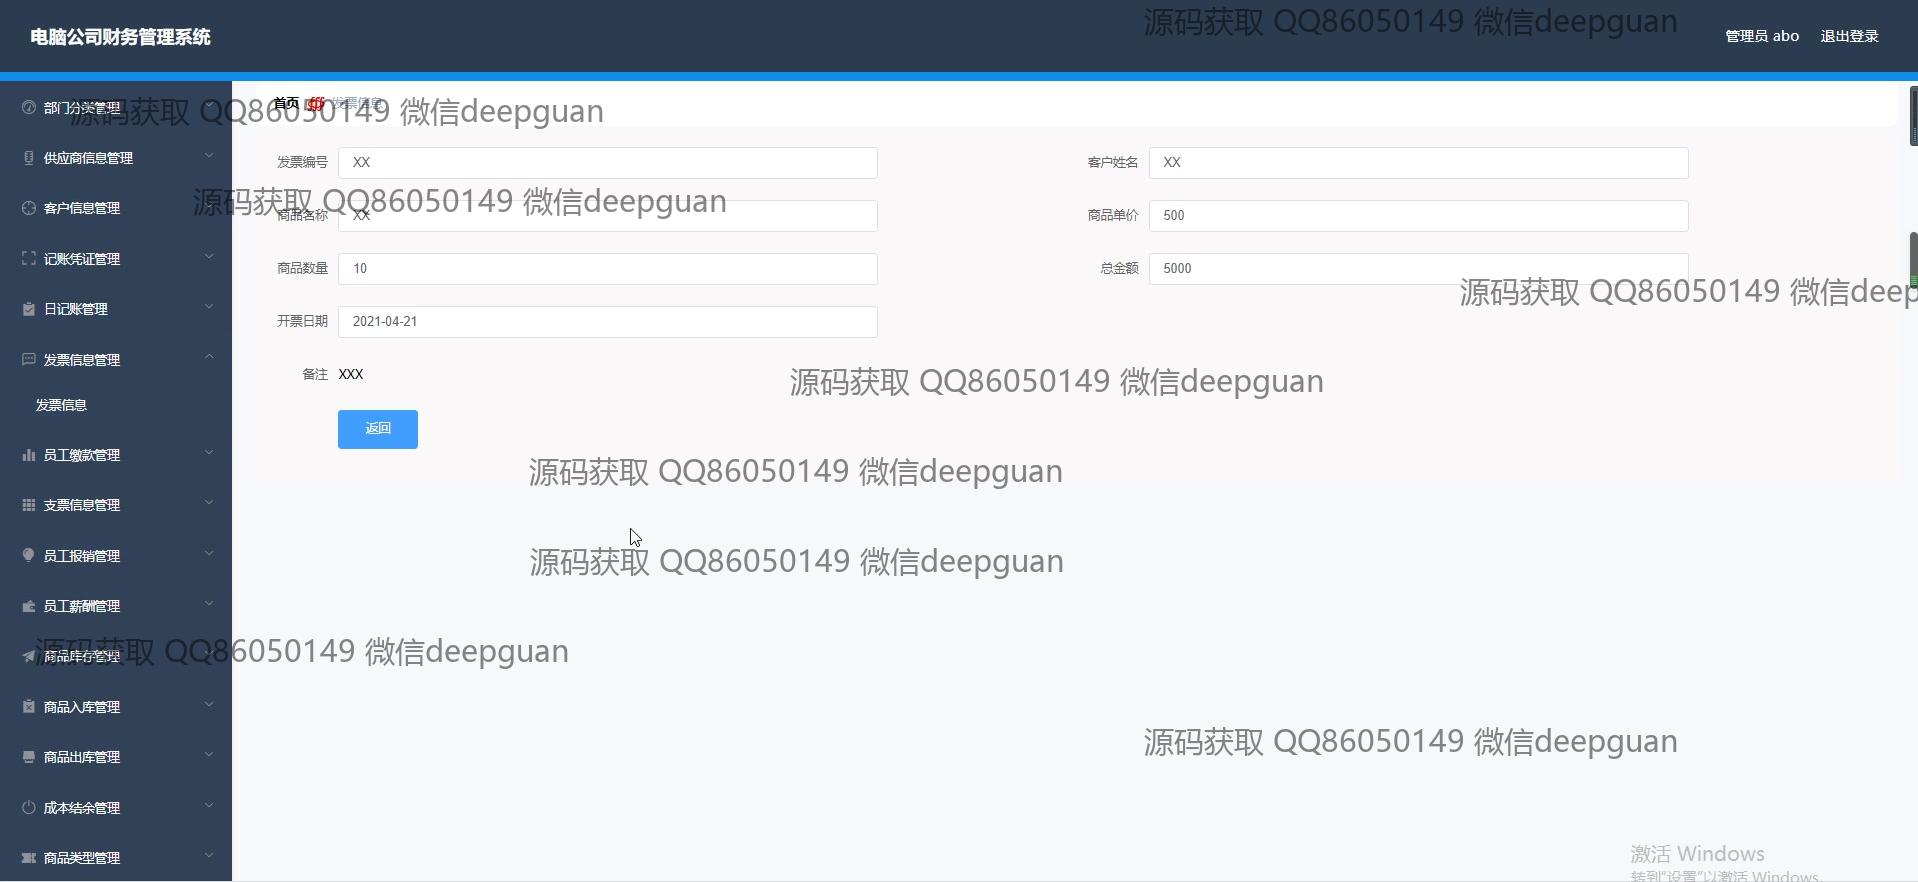 电脑公司财务管理系统
源码获取 QQ86050149 微信deepguan
管理员 abo 退出登录
部门分类管理
源码获取 QQ86050149 微信deepguan
首页 发票信息
供应商信息管理
发票编号 XX 客户姓名 XX
客户信息管理
源码获取 QQ86050149 微信deepguan
商品名称 XX 商品单价 500
记账凭证管理
商品数量 10 总金额 5000
源码获取 QQ86050149 微信deep
日记账管理
开票日期 2021-04-21
发票信息管理
备注 XXX
源码获取 QQ86050149 微信deepguan
发票信息
返回
员工缴款管理
源码获取 QQ86050149 微信deepguan
支票信息管理
员工报销管理
源码获取 QQ86050149 微信deepguan
员工薪酬管理
商品库存管理
源码获取 QQ86050149 微信deepguan
商品入库管理
商品出库管理
源码获取 QQ86050149 微信deepguan
成本结余管理
商品类型管理
激活 Windows
转到"设置"以激活 Windows。